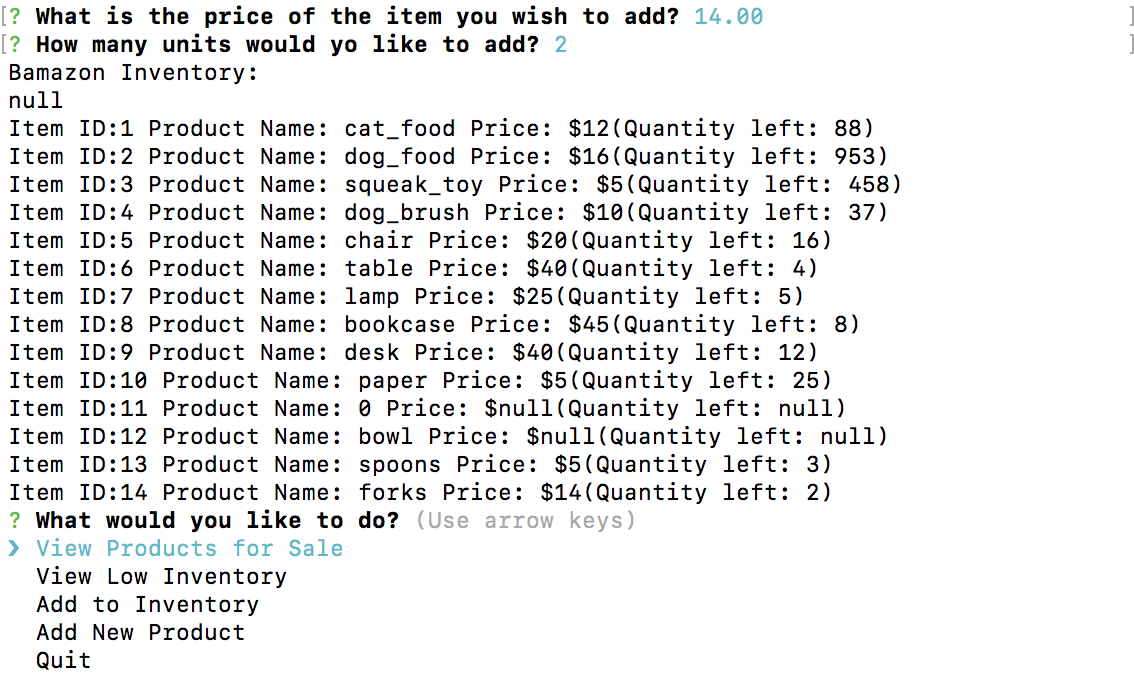 [? What is the price of the item you wish to add? 14.00 ]
[? How many units would yo like to add? 2 ]
Bamazon Inventory:
null
Item ID:1 Product Name: cat_food Price: $12(Quantity left: 88)
Item ID:2 Product Name: dog_food Price: $16(Quantity left: 953)
Item ID:3 Product Name: squeak_toy Price: $5(Quantity left: 458)
Item ID:4 Product Name: dog_brush Price: $10(Quantity left: 37)
Item ID:5 Product Name: chair Price: $20(Quantity left: 16)
Item ID:6 Product Name: table Price: $40(Quantity left: 4)
Item ID:7 Product Name: lamp Price: $25(Quantity left: 5)
Item ID:8 Product Name: bookcase Price: $45(Quantity left: 8)
Item ID:9 Product Name: desk Price: $40(Quantity left: 12)
Item ID:10 Product Name: paper Price: $5(Quantity left: 25)
Item ID:11 Product Name: 0 Price: $null(Quantity left: null)
Item ID:12 Product Name: bowl Price: $null(Quantity left: null)
Item ID:13 Product Name: spoons Price: $5(Quantity left: 3)
Item ID:14 Product Name: forks Price: $14(Quantity left: 2)
? What would you like to do? (Use arrow keys)
❯ View Products for Sale
View Low Inventory
Add to Inventory
Add New Product
Quit